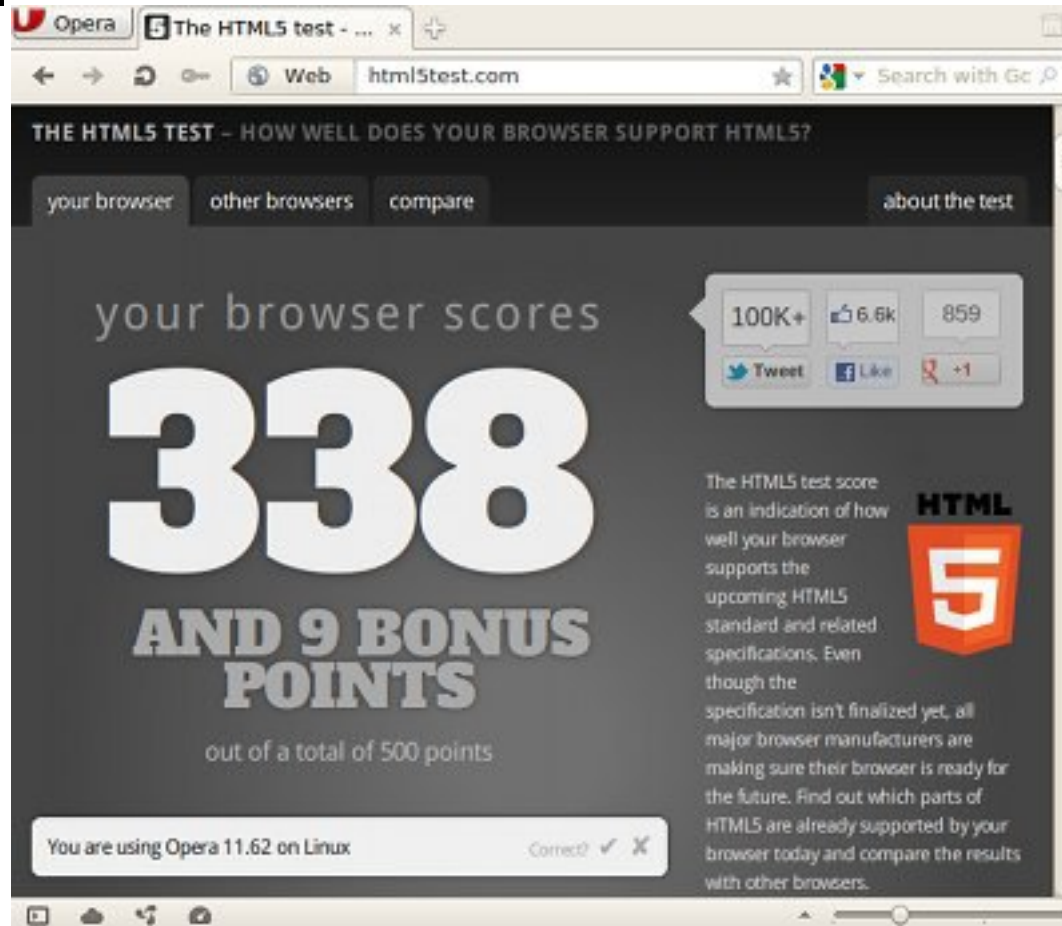 Opera
The HTML5 test - ...
Web
html5test.com
Search with Gc
THE HTML5 TEST – HOW WELL DOES YOUR BROWSER SUPPORT HTML5?
your browser
other browsers
compare
about the test
your browser scores
338
AND 9 BONUS
POINTS
out of a total of 500 points
You are using Opera 11.62 on Linux
Correct? ✔ ✘
100K+
6.6k
859
Tweet
Like
+1
The HTML5 test score
is an indication of how
well your browser
supports the
upcoming HTML5
standard and related
specifications. Even
though the
specification isn't finalized yet, all
major browser manufacturers are
making sure their browser is ready for
the future. Find out which parts of
HTML5 are already supported by your
browser today and compare the results
with other browsers.
HTML
5